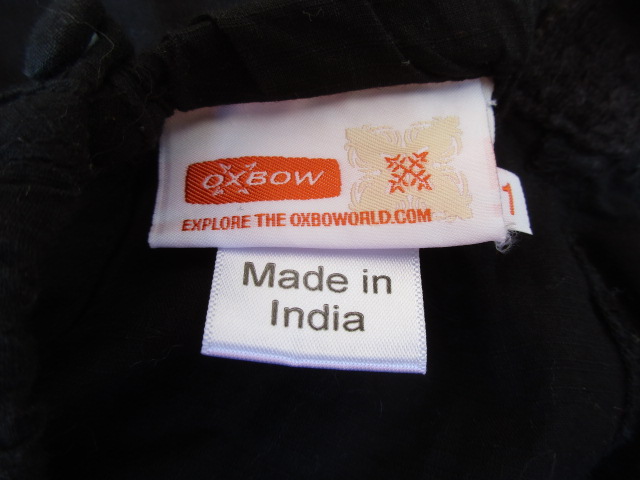 OXBOW
EXPLORE THE OXBOWORLD.COM
1
Made in
India